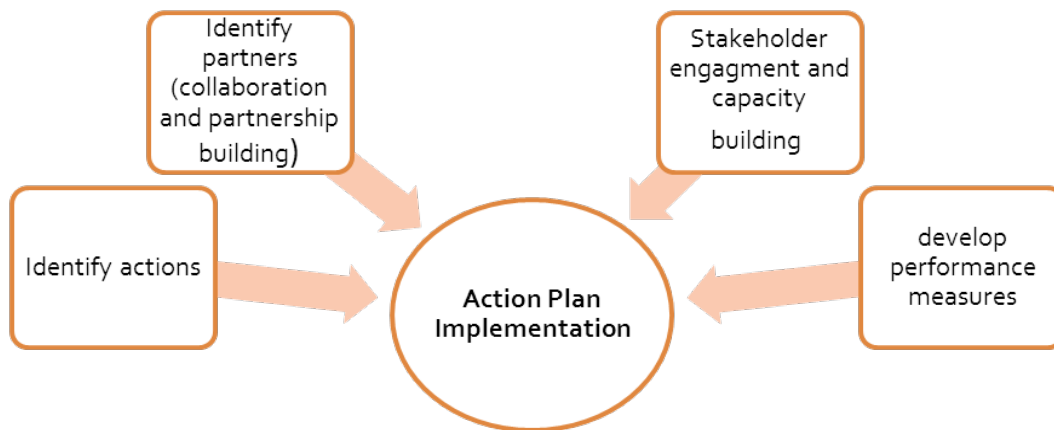 Identify
partners
(collaboration
and partnership
building)
Stakeholder
engagment and
capacity
building
Identify actions
develop
performance
measures
Action Plan
Implementation